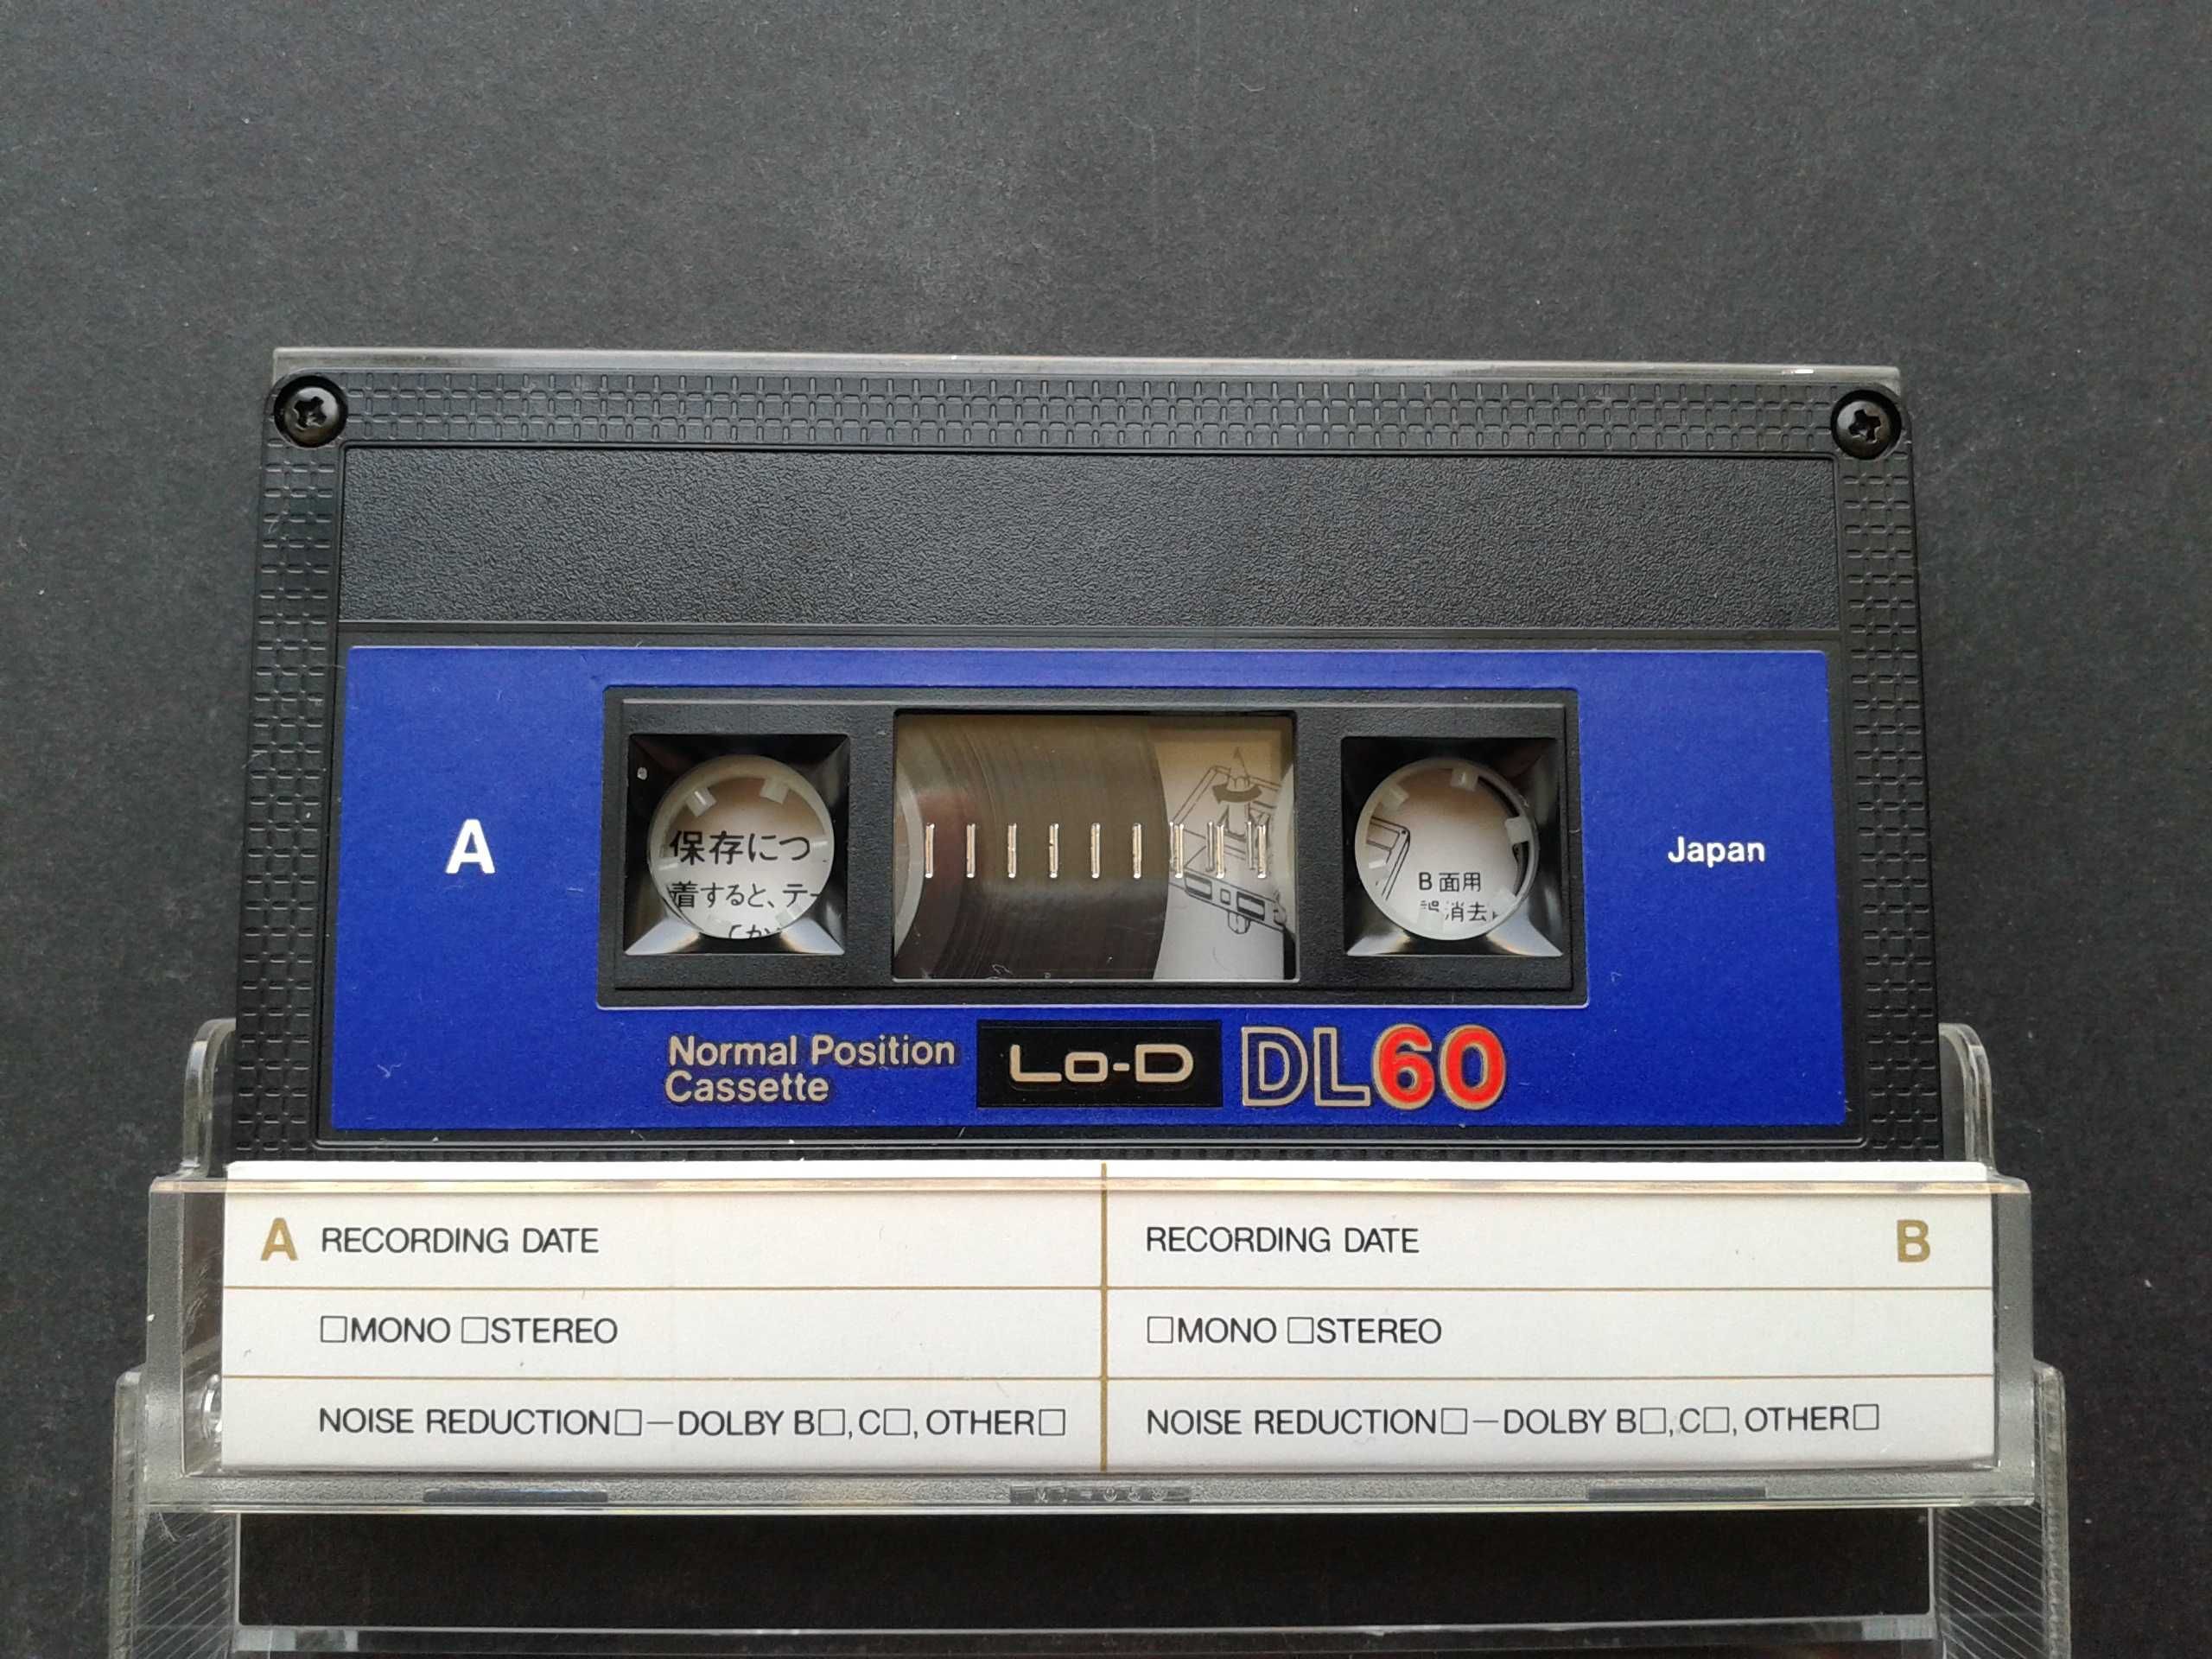 A
保存につ
着すると、テ
B面用
消去
Japan
Normal Position
Cassette
Lo-D DL60
A RECORDING DATE
□MONO □STEREO
NOISE REDUCTION□—DOLBY B□, C□, OTHER□
RECORDING DATE B
□MONO □STEREO
NOISE REDUCTION□—DOLBY B□, C□, OTHER□